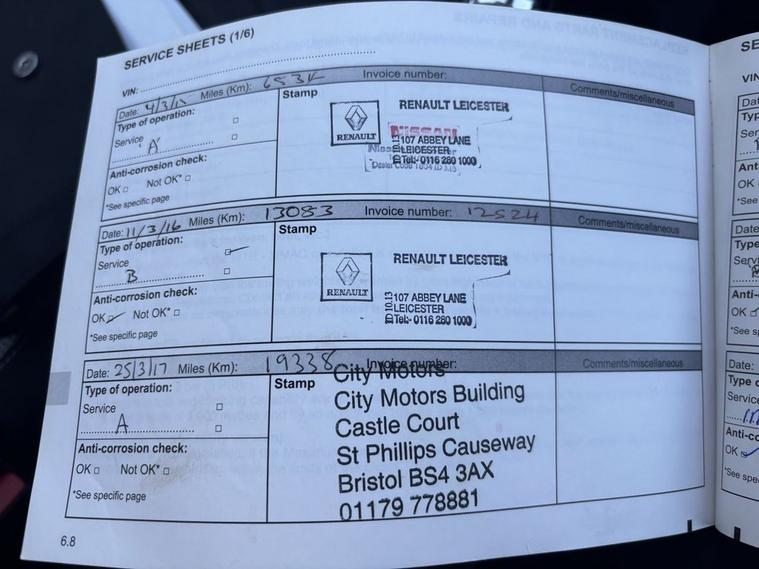 SERVICE SHEETS (1/6)
VIN:
Date: 4/3/15 Miles (Km): Invoice number:
Type of operation:
Service
A
Anti-corrosion check:
OK Not OK*
*See specific page
Stamp
RENAULT
RENAULT LEICESTER
NISSAN
107 ABBEY LANE
LEICESTER
Tel:- 0116 280 1000
Comments/miscellaneous
Date: 11/3/16 Miles (Km): 13083 Invoice number: 12524
Type of operation:
Service
B
Anti-corrosion check:
OK Not OK*
*See specific page
Stamp
RENAULT
RENAULT LEICESTER
107 ABBEY LANE
LEICESTER
Tel:- 0116 280 1000
Comments/miscellaneous
Date: 25/3/17 Miles (Km): 19338 Invoice number:
Type of operation:
Service
A
Anti-corrosion check:
OK Not OK*
*See specific page
Stamp
City Motors
City Motors Building
Castle Court
St Phillips Causeway
Bristol BS4 3AX
01179 778881
Comments/miscellaneous
6.8